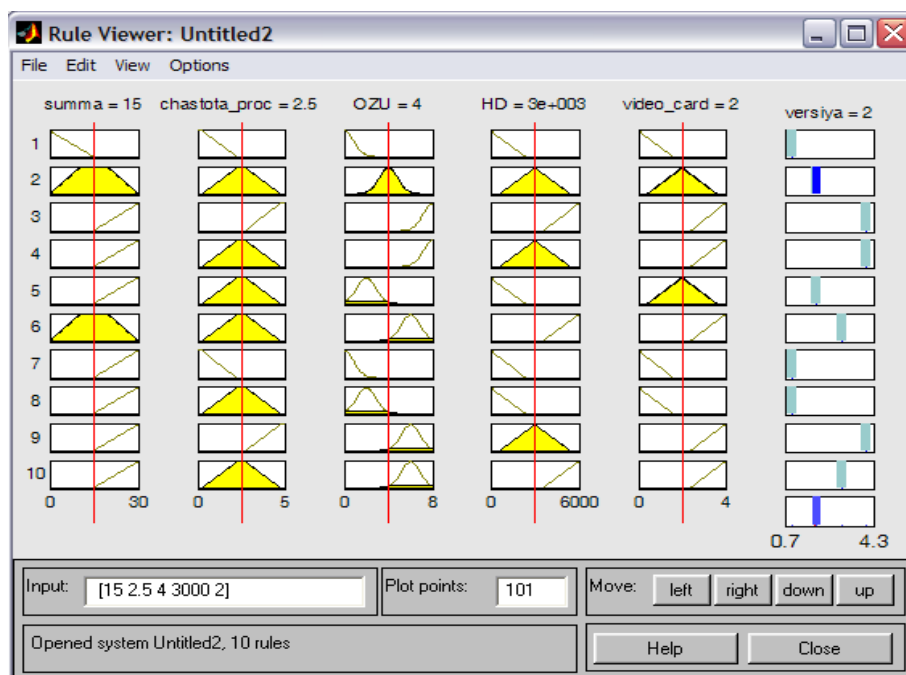 Rule Viewer: Untitled2
File Edit View Options
summa = 15 chastota_proc = 2.5 OZU = 4 HD = 3e+003 video_card = 2 versiya = 2
1
2
3
4
5
6
7
8
9
10
0 30 0 5 0 8 0 6000 0 4
0.7 4.3
Input: [15 2.5 4 3000 2] Plot points: 101 Move: left right down up
Opened system Untitled2, 10 rules Help Close